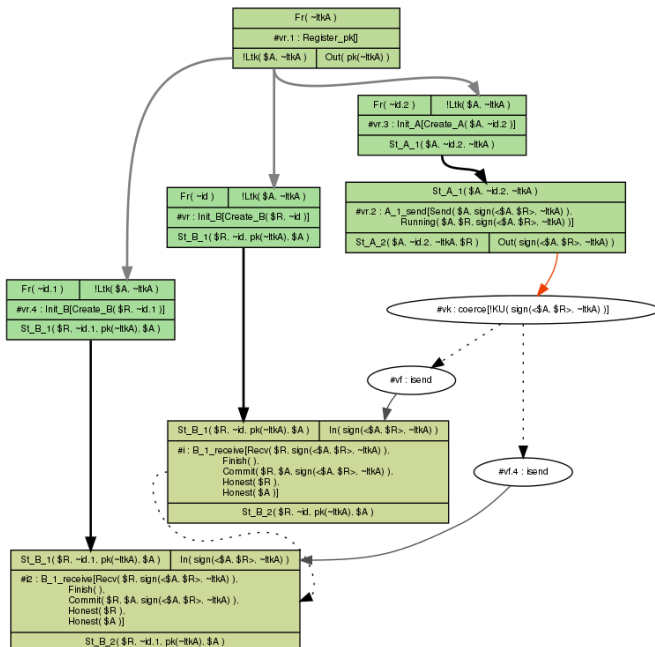 Fr( ~ltkA )
#vr.1 : Register_pk[]
!Ltk( $A, ~ltkA ) Out( pk(~ltkA) )
Fr( ~id.2 ) !Ltk( $A, ~ltkA )
#vr.3 : Init_A[Create_A( $A, ~id.2 )]
St_A_1( $A, ~id.2, ~ltkA )
St_A_1( $A, ~id.2, ~ltkA )
#vr.2 : A_1_send[Send( $A, sign(<$A, $R>, ~ltkA) ),
Running( $A, $R, sign(<$A, $R>, ~ltkA) )]
St_A_2( $A, ~id.2, ~ltkA, $R ) Out( sign(<$A, $R>, ~ltkA) )
Fr( ~id ) !Ltk( $A, ~ltkA )
#vr : Init_B[Create_B( $R, ~id )]
St_B_1( $R, ~id, pk(~ltkA), $A )
Fr( ~id.1 ) !Ltk( $A, ~ltkA )
#vr.4 : Init_B[Create_B( $R, ~id.1 )]
St_B_1( $R, ~id.1, pk(~ltkA), $A )
#vk : coerce[!KU( sign(<$A, $R>, ~ltkA) )]
#vf : isend
St_B_1( $R, ~id, pk(~ltkA), $A ) In( sign(<$A, $R>, ~ltkA) )
#i : B_1_receive[Recv( $R, sign(<$A, $R>, ~ltkA) ),
Finish( ),
Commit( $R, $A, sign(<$A, $R>, ~ltkA) ),
Honest( $R ),
Honest( $A )]
St_B_2( $R, ~id, pk(~ltkA), $A )
#vf.4 : isend
St_B_1( $R, ~id.1, pk(~ltkA), $A ) In( sign(<$A, $R>, ~ltkA) )
#i2 : B_1_receive[Recv( $R, sign(<$A, $R>, ~ltkA) ),
Finish( ),
Commit( $R, $A, sign(<$A, $R>, ~ltkA) ),
Honest( $R ),
Honest( $A )]
St_B_2( $R, ~id.1, pk(~ltkA), $A )